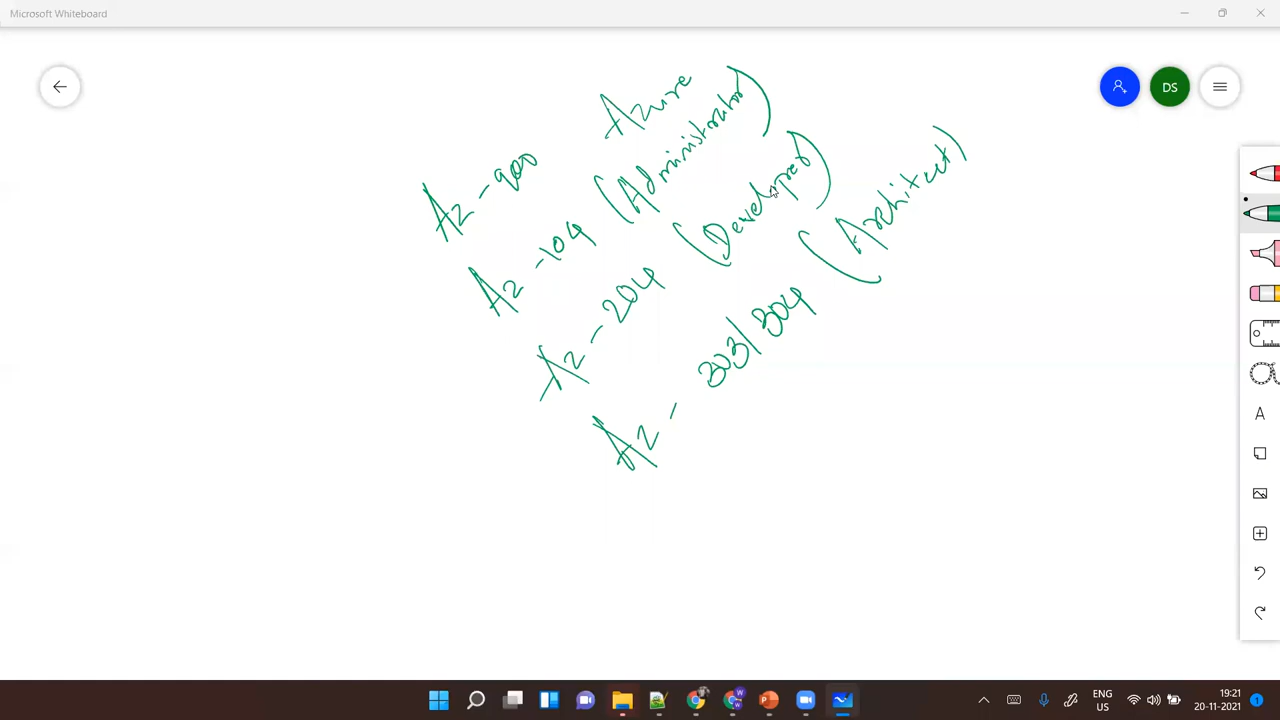 Microsoft Whiteboard
DS
Azure
Az - 900
Az - 104 (Administrator)
Az - 204 (Developer)
Az - 303/304 (Architect)
A
ENG
US
19:21
20-11-2021